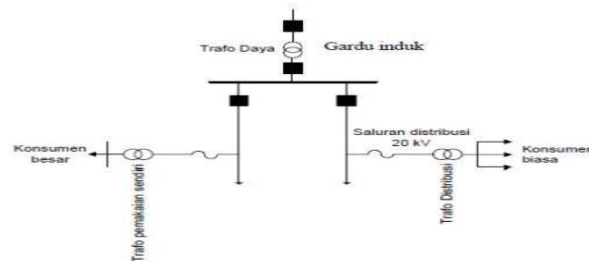 Trafo Daya
Gardu induk
Saluran distribusi
20 kV
Konsumen
besar
Konsumen
biasa
Trafo pemakaian sendiri
Trafo Distribusi